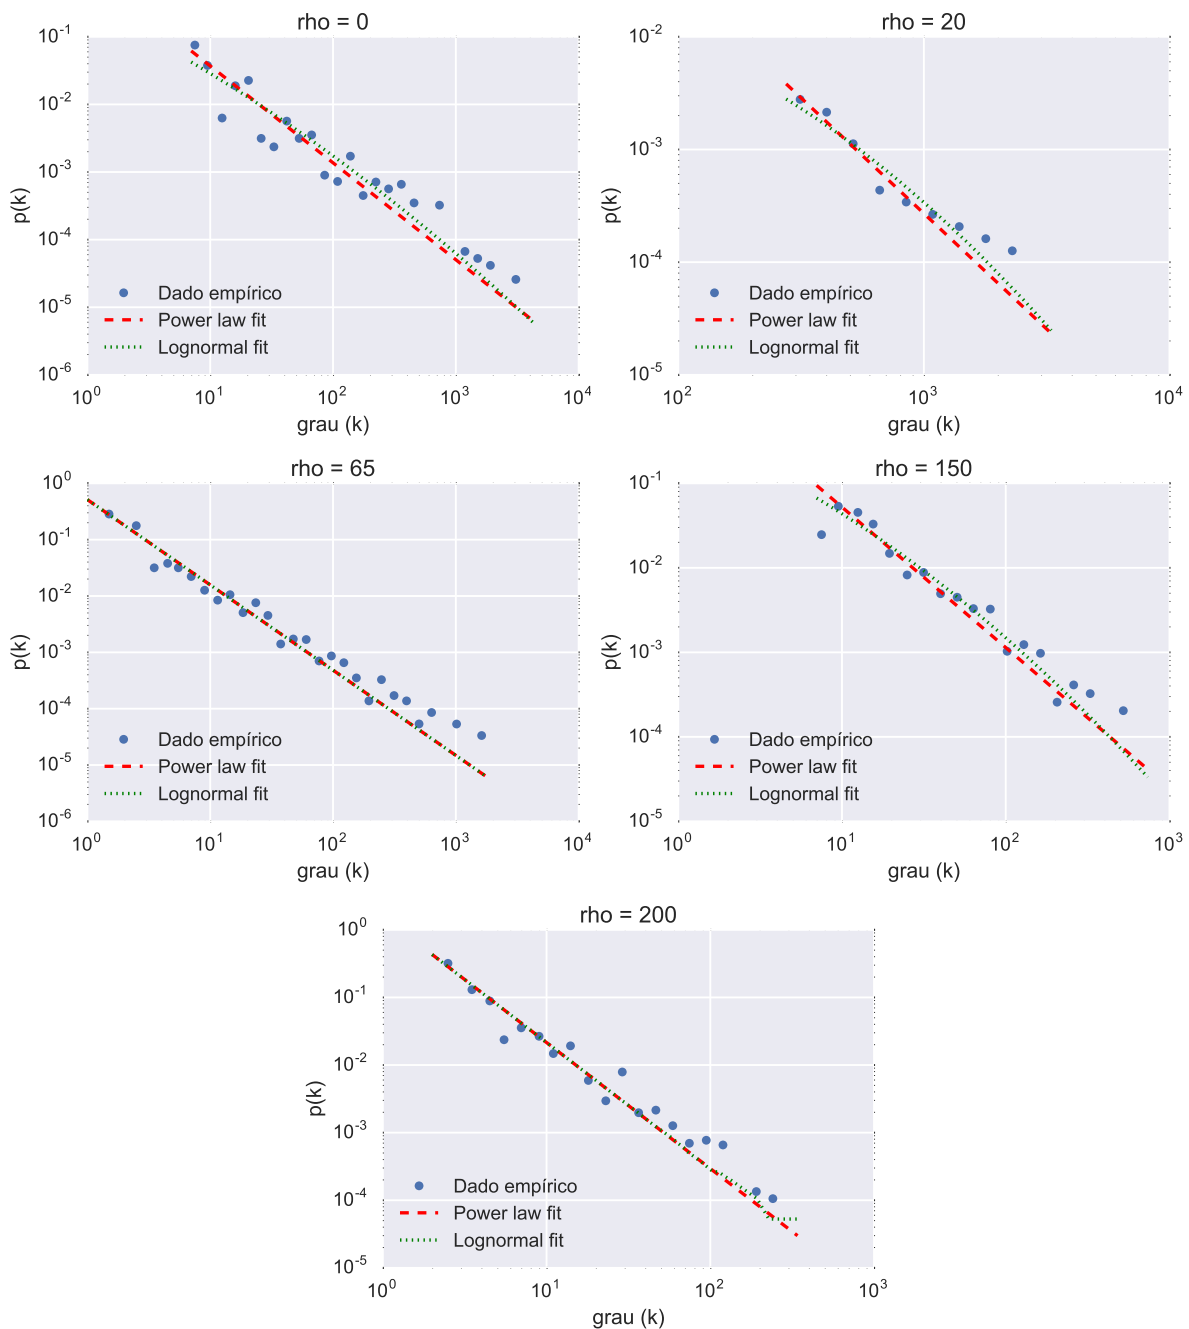 rho = 0
10^-1
10^-2
10^-3
10^-4
10^-5
10^-6
p(k)
Dado empírico
Power law fit
Lognormal fit
10^0 10^1 10^2 10^3 10^4
grau (k)
rho = 20
10^-2
10^-3
10^-4
10^-5
p(k)
Dado empírico
Power law fit
Lognormal fit
10^2 10^3 10^4
grau (k)
rho = 65
10^0
10^-1
10^-2
10^-3
10^-4
10^-5
10^-6
p(k)
Dado empírico
Power law fit
Lognormal fit
10^0 10^1 10^2 10^3 10^4
grau (k)
rho = 150
10^-1
10^-2
10^-3
10^-4
10^-5
p(k)
Dado empírico
Power law fit
Lognormal fit
10^0 10^1 10^2 10^3
grau (k)
rho = 200
10^0
10^-1
10^-2
10^-3
10^-4
10^-5
p(k)
Dado empírico
Power law fit
Lognormal fit
10^0 10^1 10^2 10^3
grau (k)